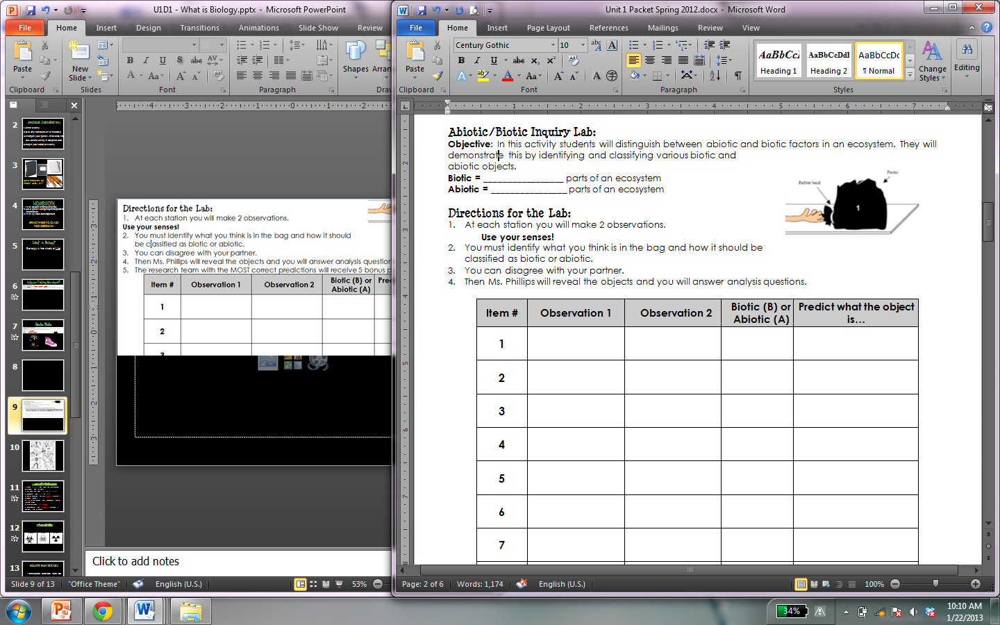 U1D1 - What is Biology.pptx - Microsoft PowerPoint
File Home Insert Design Transitions Animations Slide Show Review
Paste
New Slide
Shapes
Clipboard Slides Font Paragraph
2
3
4
HOMEWORK
5
What is Biology?
6
7
8
9
10
11
12
13
Directions for the Lab:
1. At each station you will make 2 observations.
Use your senses!
2. You must identify what you think is in the bag and how it should
be classified as biotic or abiotic.
3. You can disagree with your partner.
4. Then Ms. Phillips will reveal the objects and you will answer analysis question
5. The research team with the MOST correct predictions will receive 5 bonus p
Item # Observation 1 Observation 2 Biotic (B) or Abiotic (A) Pre
1
2
3
Click to add notes
Slide 9 of 13 "Office Theme" English (U.S.) 53%
Unit 1 Packet Spring 2012.docx - Microsoft Word
File Home Insert Page Layout References Mailings Review View
Century Gothic 10
Paste
AaBbCcI AaBbCcDdI AaBbCcDc
Heading 1 Heading 2 ¶ Normal
Change Styles
Editing
Clipboard Font Paragraph Styles
Abiotic/Biotic Inquiry Lab:
Objective: In this activity students will distinguish between abiotic and biotic factors in an ecosystem. They will
demonstrate this by identifying and classifying various biotic and
abiotic objects.
Biotic = _________________ parts of an ecosystem
Abiotic = ________________ parts of an ecosystem
Rubber band
Plastic
1
Directions for the Lab:
1. At each station you will make 2 observations.
Use your senses!
2. You must identify what you think is in the bag and how it should be
classified as biotic or abiotic.
3. You can disagree with your partner.
4. Then Ms. Phillips will reveal the objects and you will answer analysis questions.
Item # Observation 1 Observation 2 Biotic (B) or Abiotic (A) Predict what the object is...
1
2
3
4
5
6
7
Page: 2 of 6 Words: 1,174 English (U.S.) 100%
34%
10:10 AM
1/22/2013